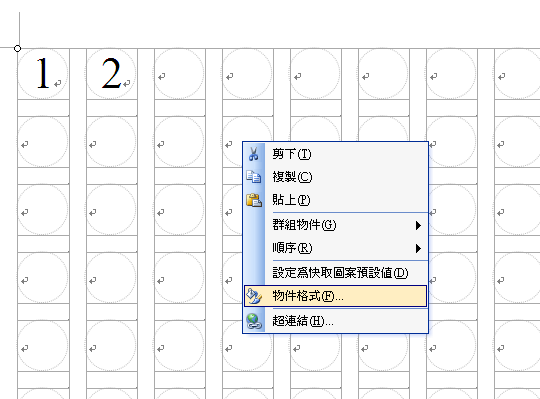 1 2
剪下(T)
複製(C)
貼上(P)
群組物件(G)
順序(R)
設定為快取圖案預設值(D)
物件格式(F)...
超連結(H)...